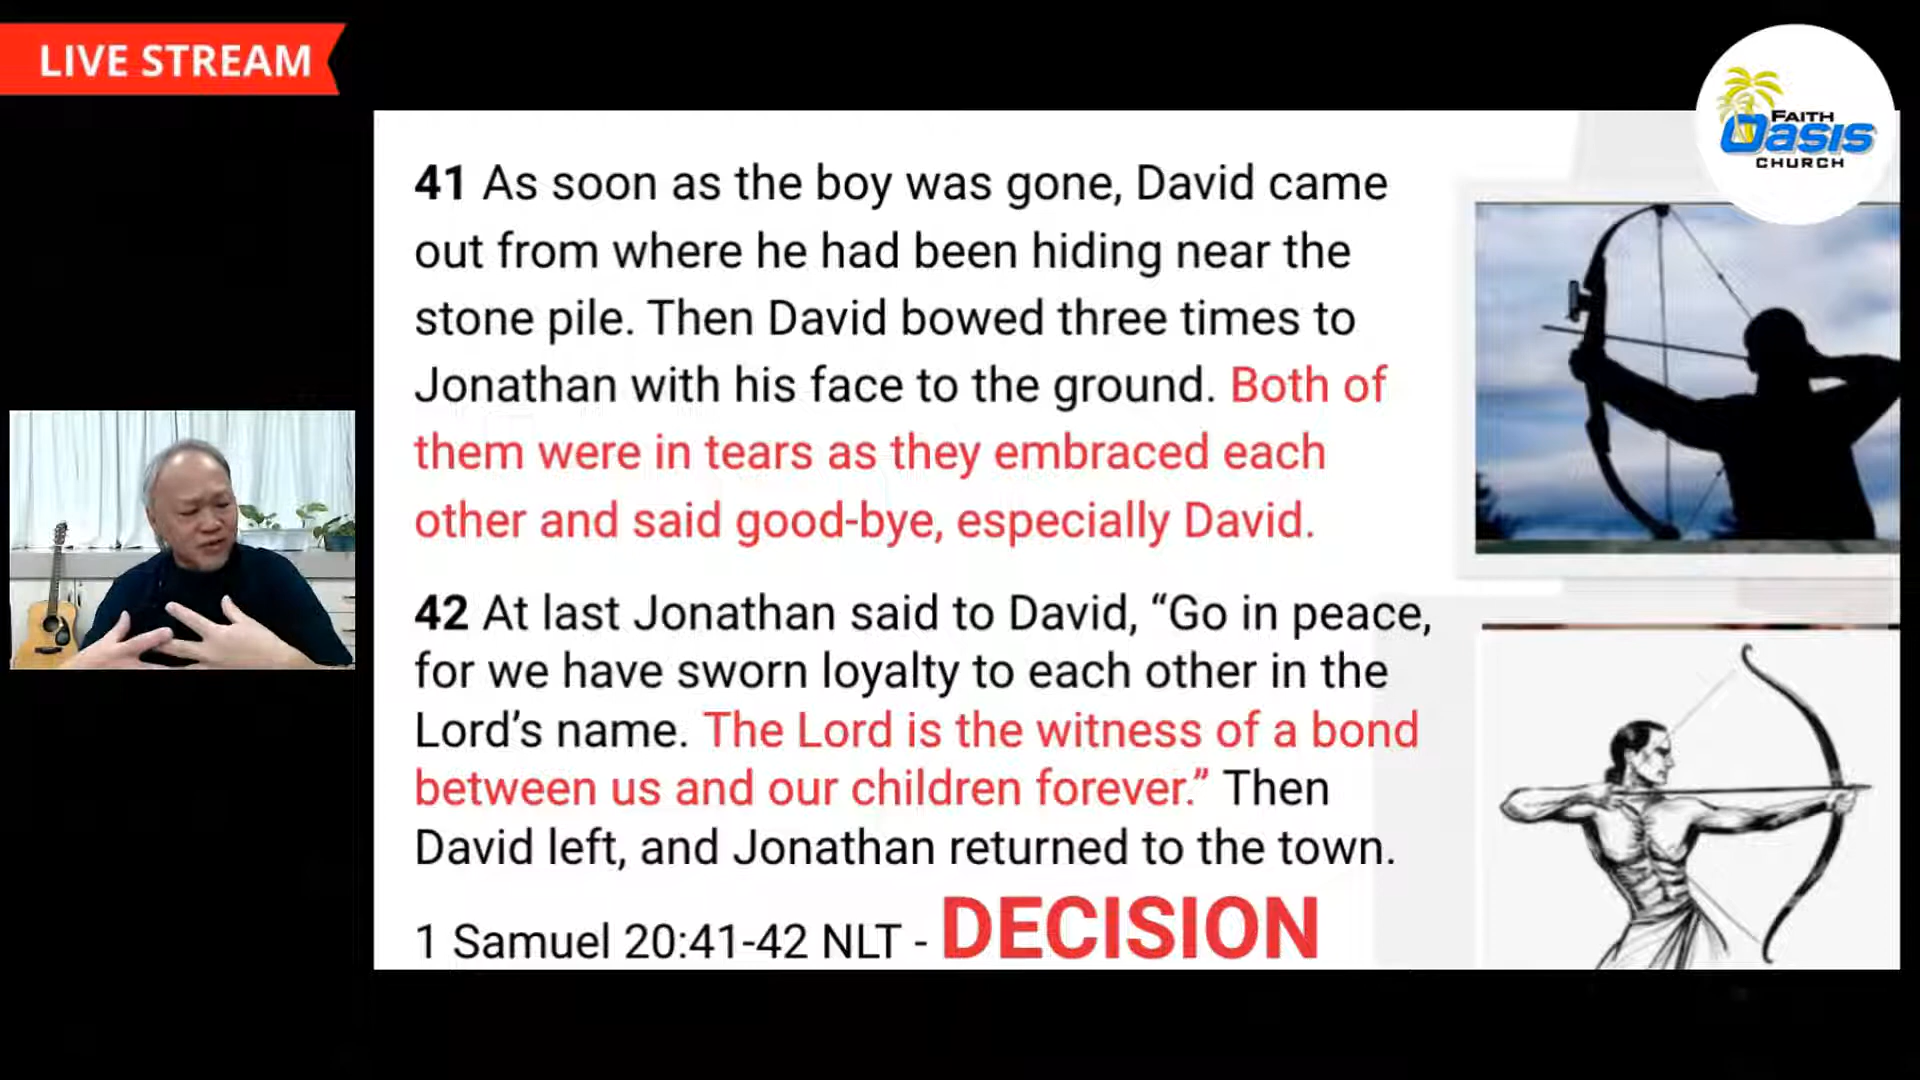 LIVE STREAM
FAITH
Oasis
CHURCH
41 As soon as the boy was gone, David came
out from where he had been hiding near the
stone pile. Then David bowed three times to
Jonathan with his face to the ground. Both of
them were in tears as they embraced each
other and said good-bye, especially David.
42 At last Jonathan said to David, “Go in peace,
for we have sworn loyalty to each other in the
Lord’s name. The Lord is the witness of a bond
between us and our children forever.” Then
David left, and Jonathan returned to the town.
1 Samuel 20:41-42 NLT - DECISION